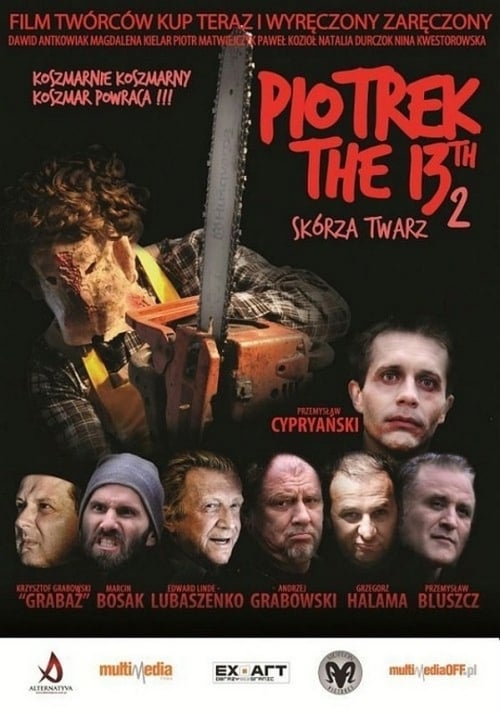 FILM TWÓRCÓW KUP TERAZ I WYRĘCZONY ZARĘCZONY
DAWID ANTKOWIAK MAGDALENA KIELAR PIOTR MATWIEJCZYK PAWEŁ KOZIOŁ NATALIA DURCZOK NINA KWESTOROWSKA
KOSZMARNIE KOSZMARNY
KOSZMAR POWRACA !!!
PIOTREK
THE 13TH
2
SKÓRZA TWARZ
PRZEMYSŁAW
CYPRYAŃSKI
KRZYSZTOF GRABOWSKI
"GRABAŻ"
MARCIN
BOSAK
EDWARD LINDE-
LUBASZENKO
- ANDRZEJ
GRABOWSKI
GRZEGORZ
HALAMA
PRZEMYSŁAW
BLUSZCZ
ALTERNATYVA
multiMedia
EX ART
multiMediaOFF.pl